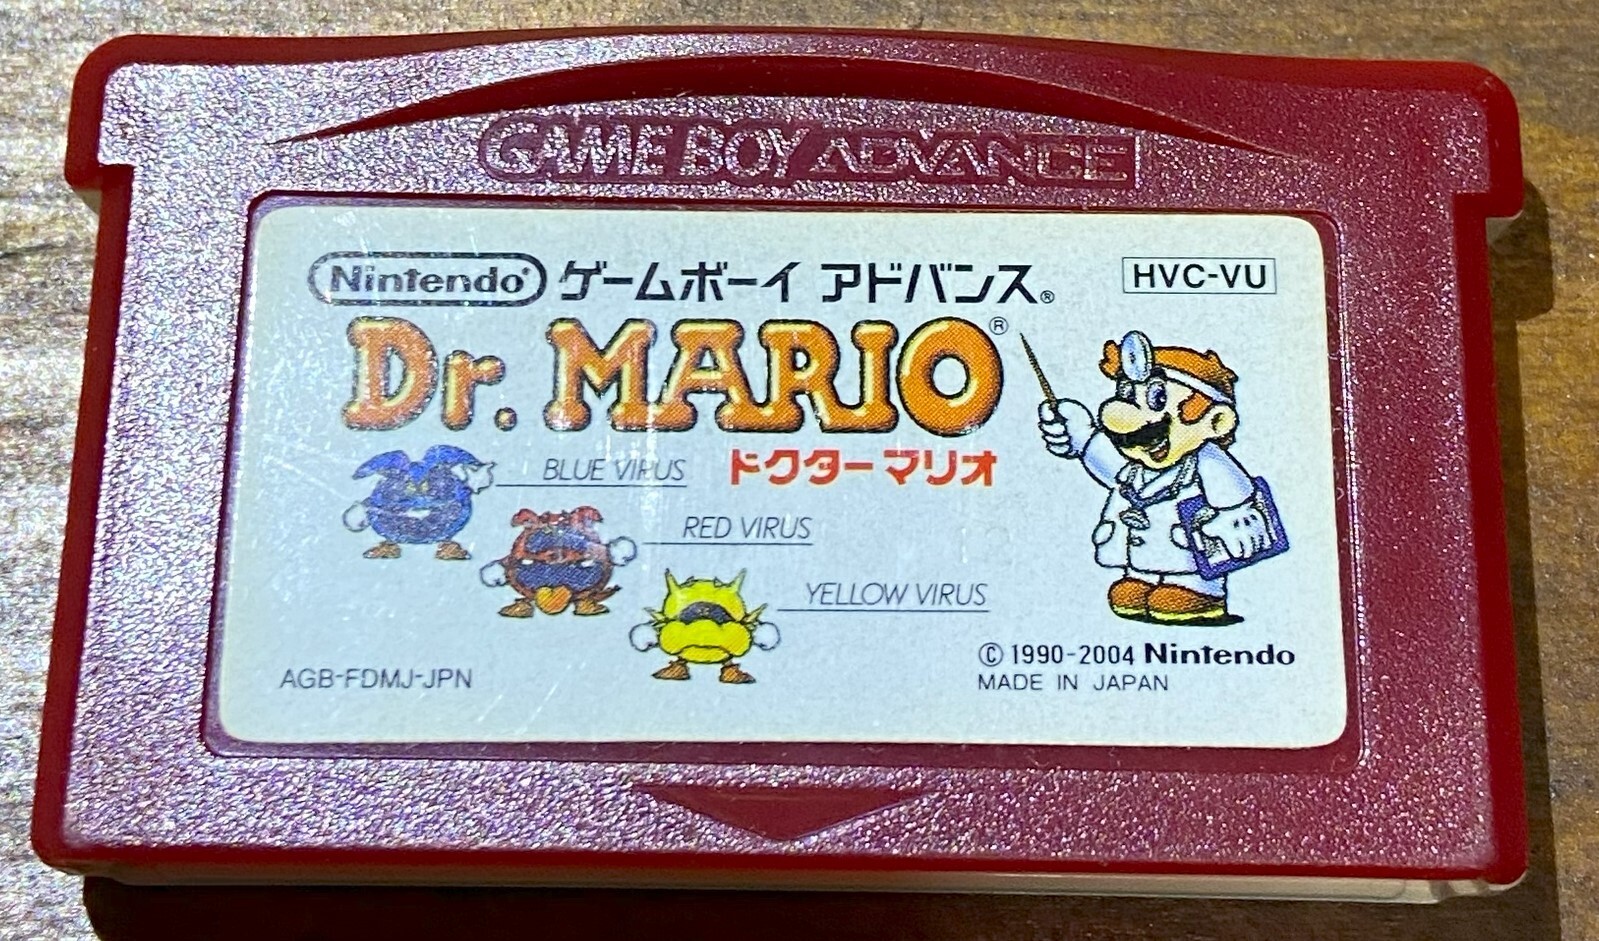 GAME BOY ADVANCE
Nintendo® ゲームボーイ アドバンス® HVC-VU
Dr. MARIO®
ドクターマリオ
BLUE VIRUS
RED VIRUS
YELLOW VIRUS
© 1990-2004 Nintendo
AGB-FDMJ-JPN
MADE IN JAPAN